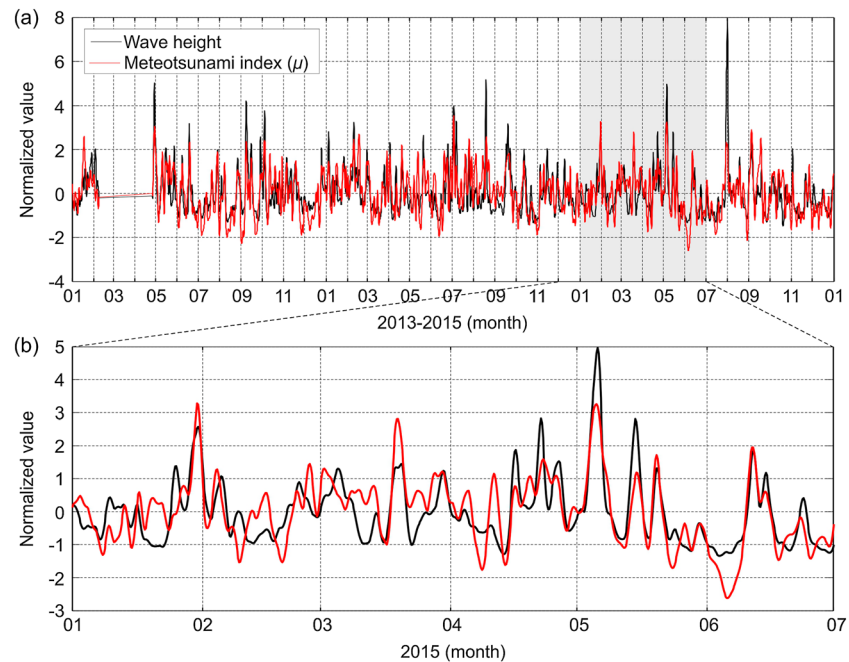 (a)
8
6
4
2
0
-2
-4
Normalized value
Wave height
Meteotsunami index (μ)
01 03 05 07 09 11 01 03 05 07 09 11 01 03 05 07 09 11 01
2013-2015 (month)
(b)
5
4
3
2
1
0
-1
-2
-3
Normalized value
01 02 03 04 05 06 07
2015 (month)